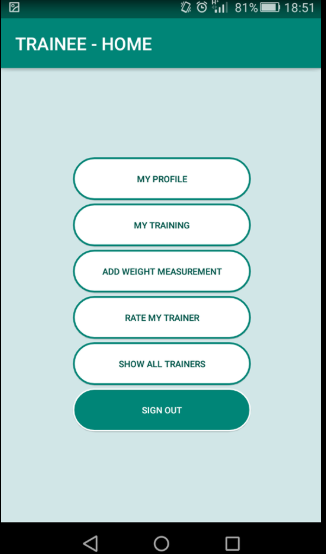 81% 18:51
TRAINEE - HOME
MY PROFILE
MY TRAINING
ADD WEIGHT MEASUREMENT
RATE MY TRAINER
SHOW ALL TRAINERS
SIGN OUT